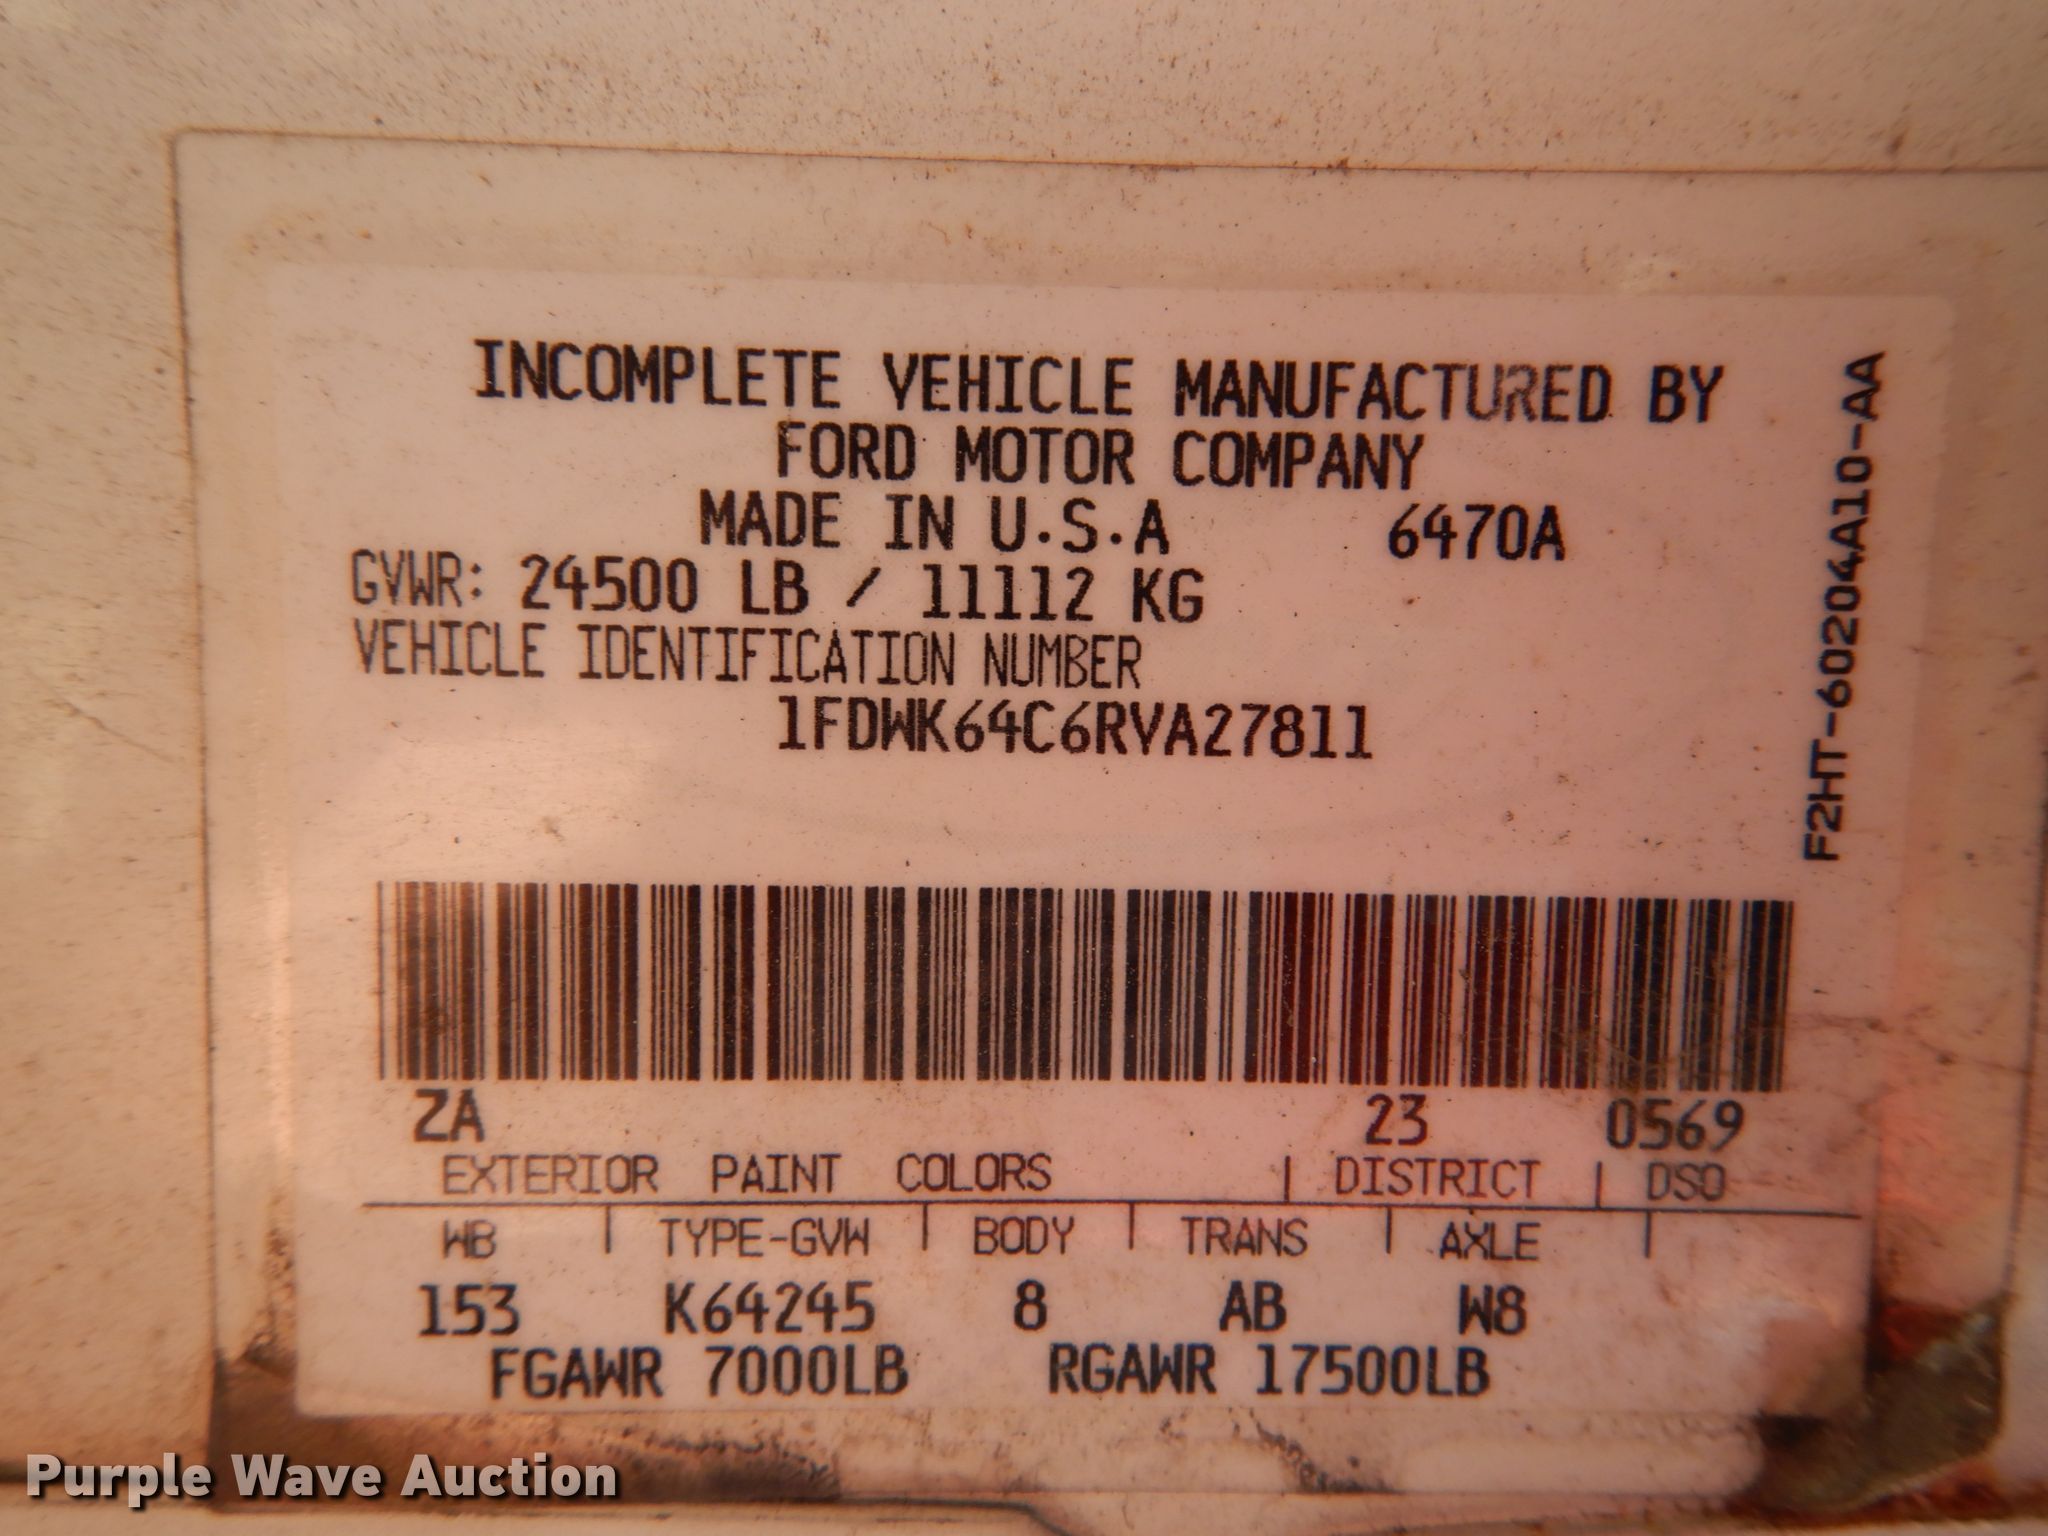 INCOMPLETE VEHICLE MANUFACTURED BY
FORD MOTOR COMPANY
MADE IN U.S.A 6470A
GVWR: 24500 LB / 11112 KG
VEHICLE IDENTIFICATION NUMBER
1FDWK64C6RVA27811
F2HT-60204A10-AA
ZA 23 0569
EXTERIOR PAINT COLORS | DISTRICT | DSO
WB | TYPE-GVW | BODY | TRANS | AXLE |
153 K64245 8 AB W8
FGAWR 7000LB RGAWR 17500LB
Purple Wave Auction